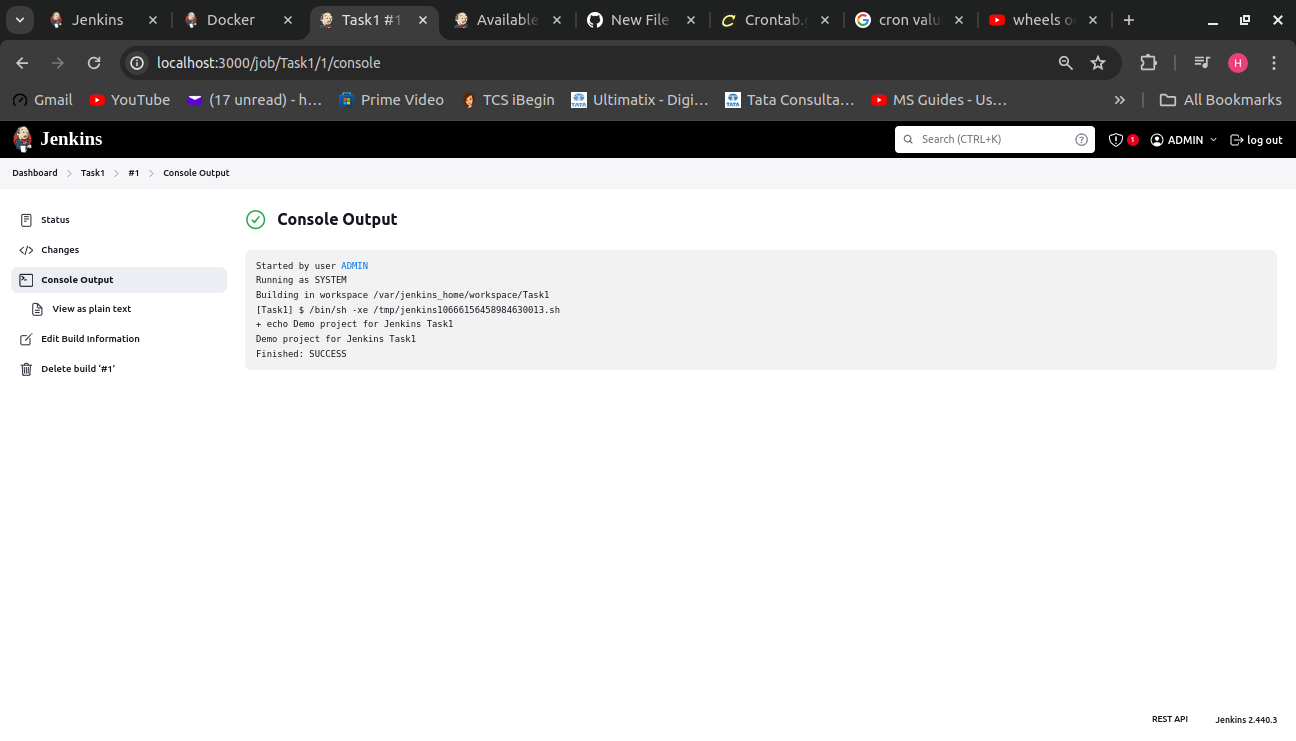 Jenkins
Docker
Task1 #1
Available
New File
Crontab.g
cron valu
wheels o
localhost:3000/job/Task1/1/console
H
Gmail
YouTube
(17 unread) - h...
Prime Video
TCS iBegin
Ultimatix - Digi...
Tata Consulta...
MS Guides - Us...
All Bookmarks
Jenkins
Search (CTRL+K)
1
ADMIN
log out
Dashboard
Task1
#1
Console Output
Status
Changes
Console Output
View as plain text
Edit Build Information
Delete build ‘#1’
Console Output
Started by user ADMIN
Running as SYSTEM
Building in workspace /var/jenkins_home/workspace/Task1
[Task1] $ /bin/sh -xe /tmp/jenkins10666156458984630013.sh
+ echo Demo project for Jenkins Task1
Demo project for Jenkins Task1
Finished: SUCCESS
REST API
Jenkins 2.440.3